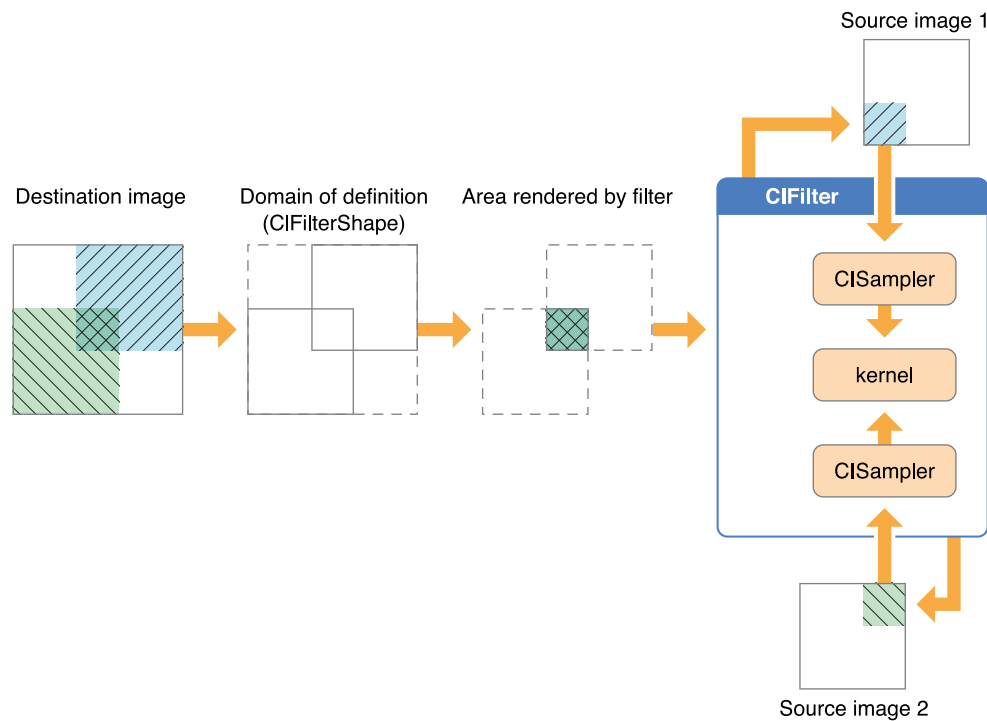 Source image 1
Destination image
Domain of definition
(CIFilterShape)
Area rendered by filter
CIFilter
CISampler
kernel
CISampler
Source image 2